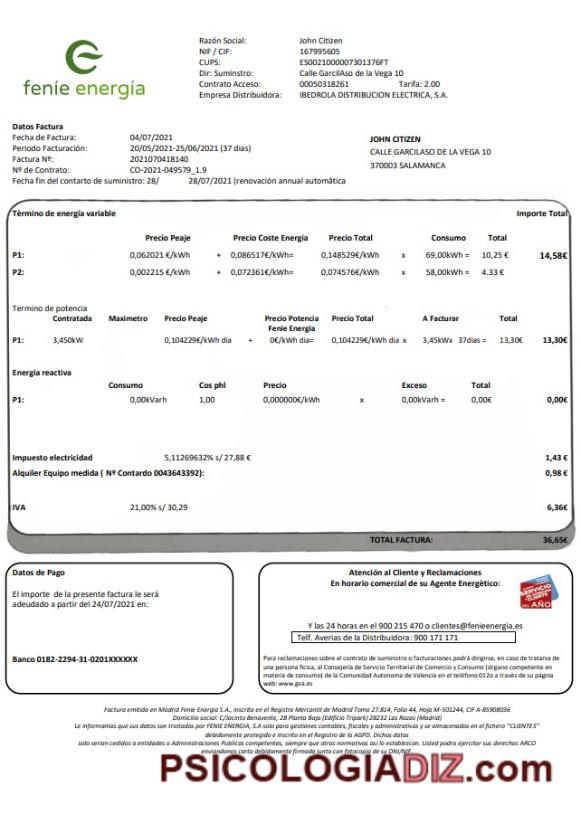 feníe energía
Razón Social: John Citizen
NIF / CIF: 167995605
CUPS: ES0021000007301376FT
Dir: Suminstro: Calle GarcilAso de la Vega 10
Contrato Acceso: 00050318261 Tarifa: 2.00
Empresa Distribuidora: IBEDROLA DISTRIBUCION ELECTRICA, S.A.
Datos Factura
Fecha de Factura: 04/07/2021
Periodo Facturación: 20/05/2021-25/06/2021 (37 dias)
Factura Nº: 2021070418140
Nº de Contrato: CO-2021-049579_1.9
Fecha fin del contarto de suministro: 28/ 28/07/2021 (renovación annual automãtica
JOHN CITIZEN
CALLE GARCILASO DE LA VEGA 10
370003 SALAMANCA
Tèrmino de energía variable Importe Total
Precio Peaje Precio Coste Energia Precio Total Consumo Total
P1: 0,062021 €/kWh + 0,086517€/kWh= 0,148529€/kWh x 69,00kWh = 10,25 € 14,58€
P2: 0,002215 €/kWh + 0,072361€/kWh= 0,074576€/kWh x 58,00kWh = 4.33 €
Termino de potencia
Contratada Maximetro Precio Peaje Precio Potencia Precio Total A Facturar Total
Fenie Energia
P1: 3,450kW 0,104229€/kWh dia + 0€/kWh dia= 0,104229€/kWh dia x 3,45kWx 37dias = 13,30€ 13,30€
Energia reactiva
Consumo Cos phl Precio Exceso Total
P1: 0,00kVarh 1,00 0,000000€/kWh x 0,00kVarh = 0,00€ 0,00€
Impuesto electricidad 5,11269632% s/ 27,88 € 1,43 €
Alquiler Equipo medida ( Nº Contardo 0043643392): 0,98 €
IVA 21,00% s/ 30,29 6,36€
TOTAL FACTURA: 36,65€
Datos de Pago
El importe de la presente factura le será
adeudado a partir del 24/07/2021 en:
Banco 0182-2294-31-0201XXXXXX
Atención al Cliente y Reclamaciones
En horario comercial de su Agente Energètico:
SERVICIO
DEL AÑO
Y las 24 horas en el 900 215 470 o clientes@fenieenergia.es
Telf. Averias de la Distribuidora: 900 171 171
Para reclamaciones sobre el contrato de suministro o facturaciones podrá dirigirse, en caso de tratarse de
una persona fisica, al Consejería de Servicio Territorial de Comercio y Consumo (órgano competente en
materia de consumo) de la Comunidad Autonoma de Valencia en el teléfono 012o a través de su página
web: www.gva.es
Factura emitida en Madrid Fenie Energia S.A., inscrita en el Registro Mercantil de Madrid Tomo 27.814, Folio 44, Hoja M-501244, CIF A-85908036
Domicilio social: C/Jacinto Benavente, 2B Planta Baja (Edificio Tripark) 28232 Las Rozas (Madrid)
Le informamos que sus datos son tratados por FENIE ENERGIA, S.A solo para gestiones contables, fiscales y administrativas y se almacenados en el fichero "CLIENTES"
debidamente protegido e inscrito en el Registro de la AGPD. Dichos datos
solo serian cedidos a entidades o Administraciones Publicas competentes, siempre que otras normativas así lo establezcan. Usted podra ejercitar sus derechos ARCO
enviandonos carta debidamente firmada junto con fotocopia de su DNI/NIF.
PSICOLOGIADIZ.com